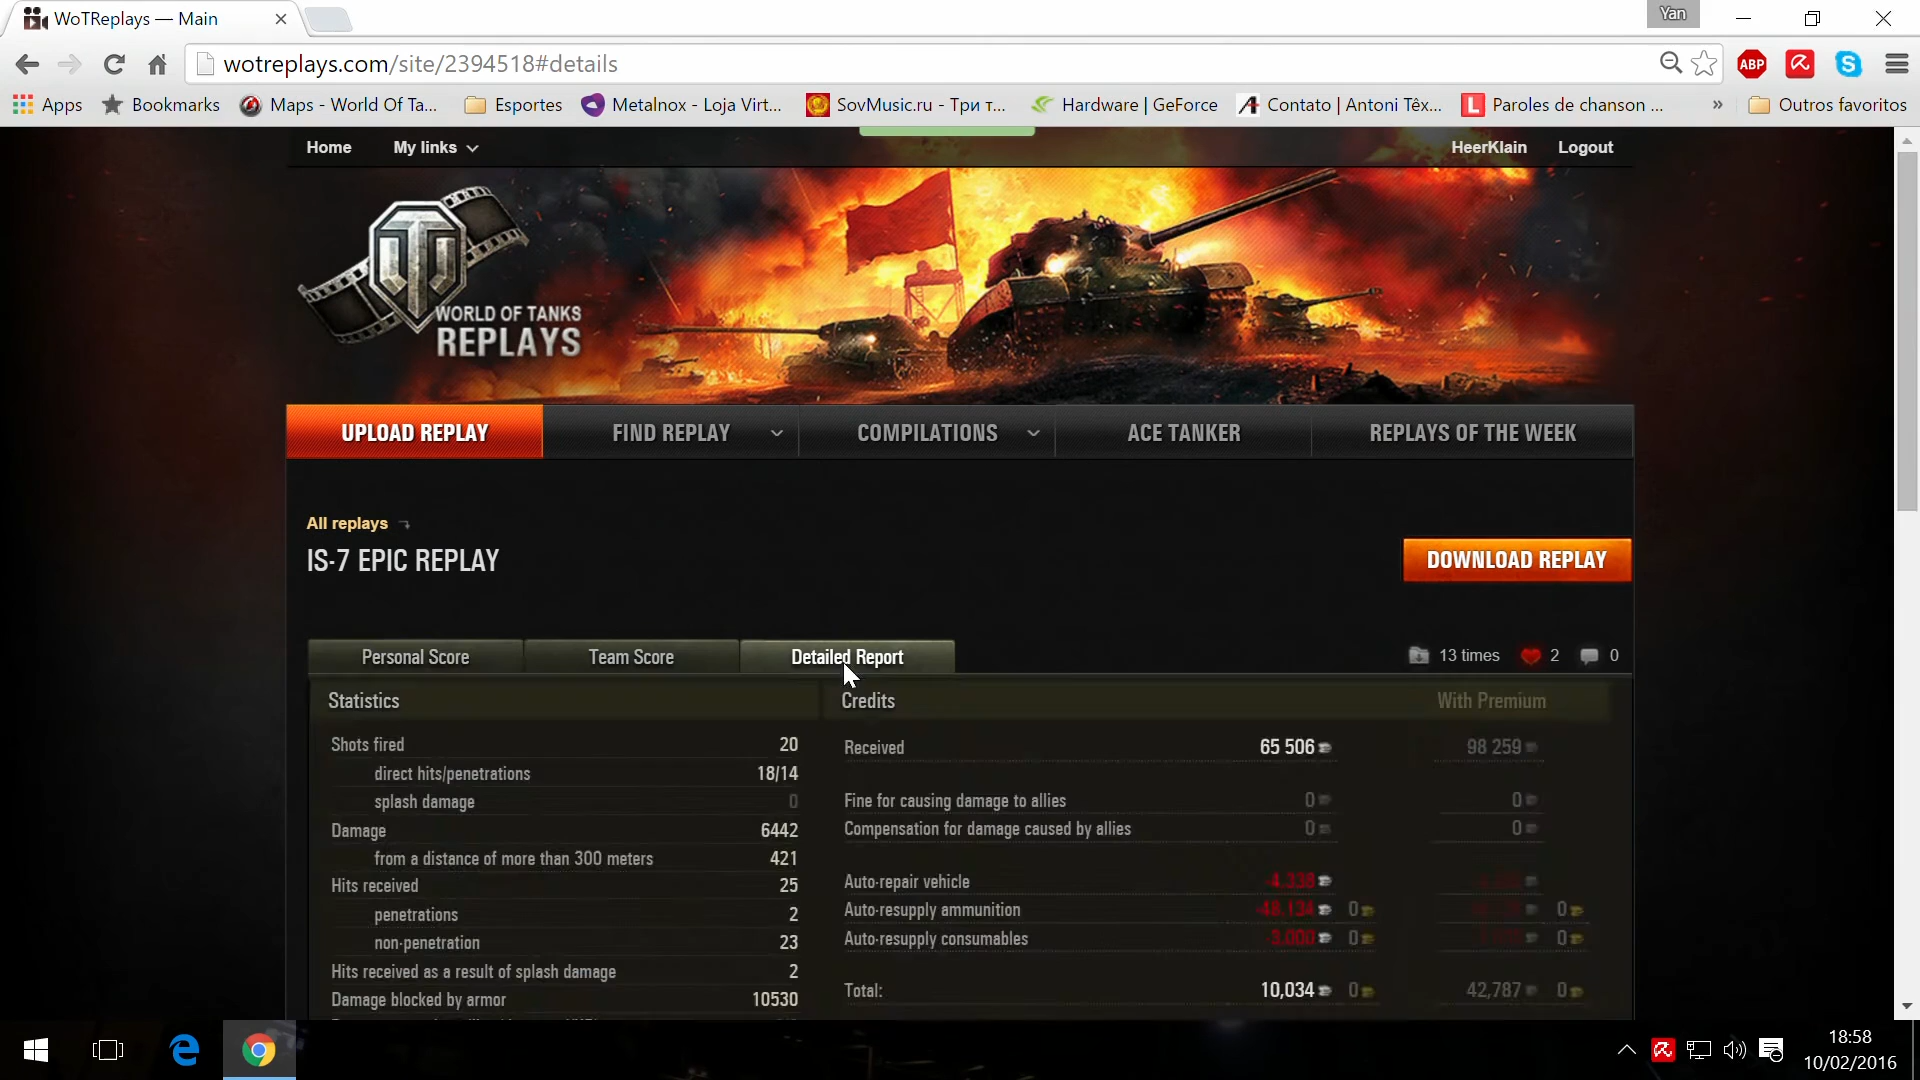 WoTReplays — Main
Yan
wotreplays.com/site/2394518#details
ABP
Apps
Bookmarks
Maps - World Of Ta...
Esportes
Metalnox - Loja Virt...
SovMusic.ru - Три т...
Hardware | GeForce
Contato | Antoni Têx...
L
Paroles de chanson ...
»
Outros favoritos
Home
My links
HeerKlain
Logout
WORLD OF TANKS
REPLAYS
UPLOAD REPLAY
FIND REPLAY
COMPILATIONS
ACE TANKER
REPLAYS OF THE WEEK
All replays
IS-7 EPIC REPLAY
DOWNLOAD REPLAY
Personal Score
Team Score
Detailed Report
13 times
2
0
Statistics
Credits
With Premium
Shots fired 20
direct hits/penetrations 18/14
splash damage 0
Damage 6442
from a distance of more than 300 meters 421
Hits received 25
penetrations 2
non-penetration 23
Hits received as a result of splash damage 2
Damage blocked by armor 10530
Received 65 506 98 259
Fine for causing damage to allies 0 0
Compensation for damage caused by allies 0 0
Auto-repair vehicle -4.338
Auto-resupply ammunition -48.134 0 0
Auto-resupply consumables -3.000 0 0
Total: 10,034 0 42,787 0
18:58
10/02/2016